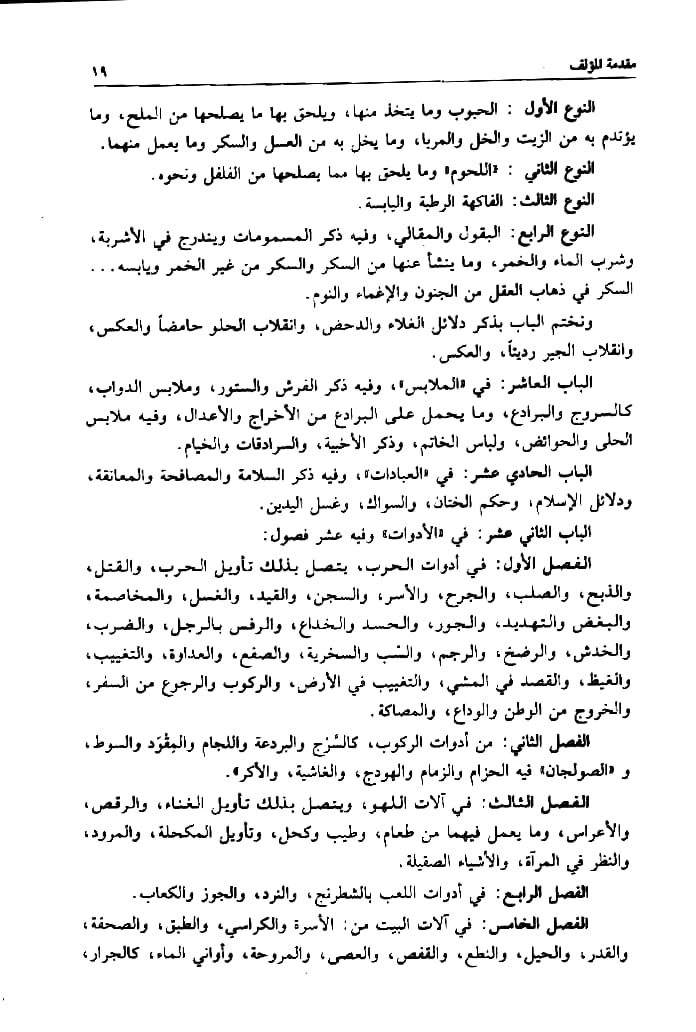 مقدمة المؤلف
١٩
النوع الأول : الحبوب وما يتخذ منها، ويلحق بها ما يصلحها من الملح، وما
يؤتدم به من الزيت والخل والمربا، وما يخل به من العسل والسكر وما يعمل منهما.
النوع الثاني : «اللحوم» وما يلحق بها مما يصلحها من الفلفل ونحوه.
النوع الثالث: الفاكهة الرطبة واليابسة.
النوع الرابع: البقول والمقالي، وفيه ذكر المسمومات ويندرج في الأشربة،
وشرب الماء والخمر، وما ينشأ عنها من السكر والسكر من غير الخمر ويابسه...
السكر في ذهاب العقل من الجنون والإغماء والنوم.
ونختم الباب بذكر دلائل الغلاء والدحض، وانقلاب الحلو حامضاً والعكس،
وانقلاب الجير رديئاً، والعكس.
الباب العاشر: في «الملابس»، وفيه ذكر الفرش والستور، وملابس الدواب،
كالسروج والبرادع، وما يحمل على البرادع من الأخراج والأعدال، وفيه ملابس
الحلى والحوائض، ولباس الخاتم، وذكر الأخبية، والسرادقات والخيام.
الباب الحادي عشر: في «العبادات»، وفيه ذكر السلامة والمصافحة والمعانقة،
ودلائل الإسلام، وحكم الختان، والسواك، وغسل اليدين.
الباب الثاني عشر: في «الأدوات» وفيه عشر فصول:
الفصل الأول: في أدوات الحرب، يتصل بذلك تأويل الحرب، والقتل،
والذبح، والصلب، والجرح، والأسر، والسجن، والقيد، والغسل، والمخاصمة،
والبغض والتهديد، والجور، والحسد والخداع، والرفس بالرجل، والضرب،
والخدش، والرضخ، والرجم، والسّب والسخرية، والصفع، والعداوة، والتغييب،
والغيظ، والقصد في المشي، والتغييب في الأرض، والركوب والرجوع من السفر،
والخروج من الوطن والوداع، والمصاكة.
الفصل الثاني: من أدوات الركوب، كالسَّرْج والبردعة واللجام والمِقْوَد والسوط،
و «الصولجان» فيه الحزام والزمام والهودج، والغاشية، والأكر».
الفصل الثالث: في آلات اللهو، ويتصل بذلك تأويل الغناء، والرقص،
والأعراس، وما يعمل فيهما من طعام، وطيب وكحل، وتأويل المكحلة، والمرود،
والنظر في المرآة، والأشياء الصقيلة.
الفصل الرابع: في أدوات اللعب بالشطرنج، والنرد، والجوز والكعاب.
الفصل الخامس: في آلات البيت من: الأسرة والكراسي، والطبق، والصحفة،
والقدر، والحيل، والنطع، والقفص، والعصى، والمروحة، وأواني الماء، كالجرار،